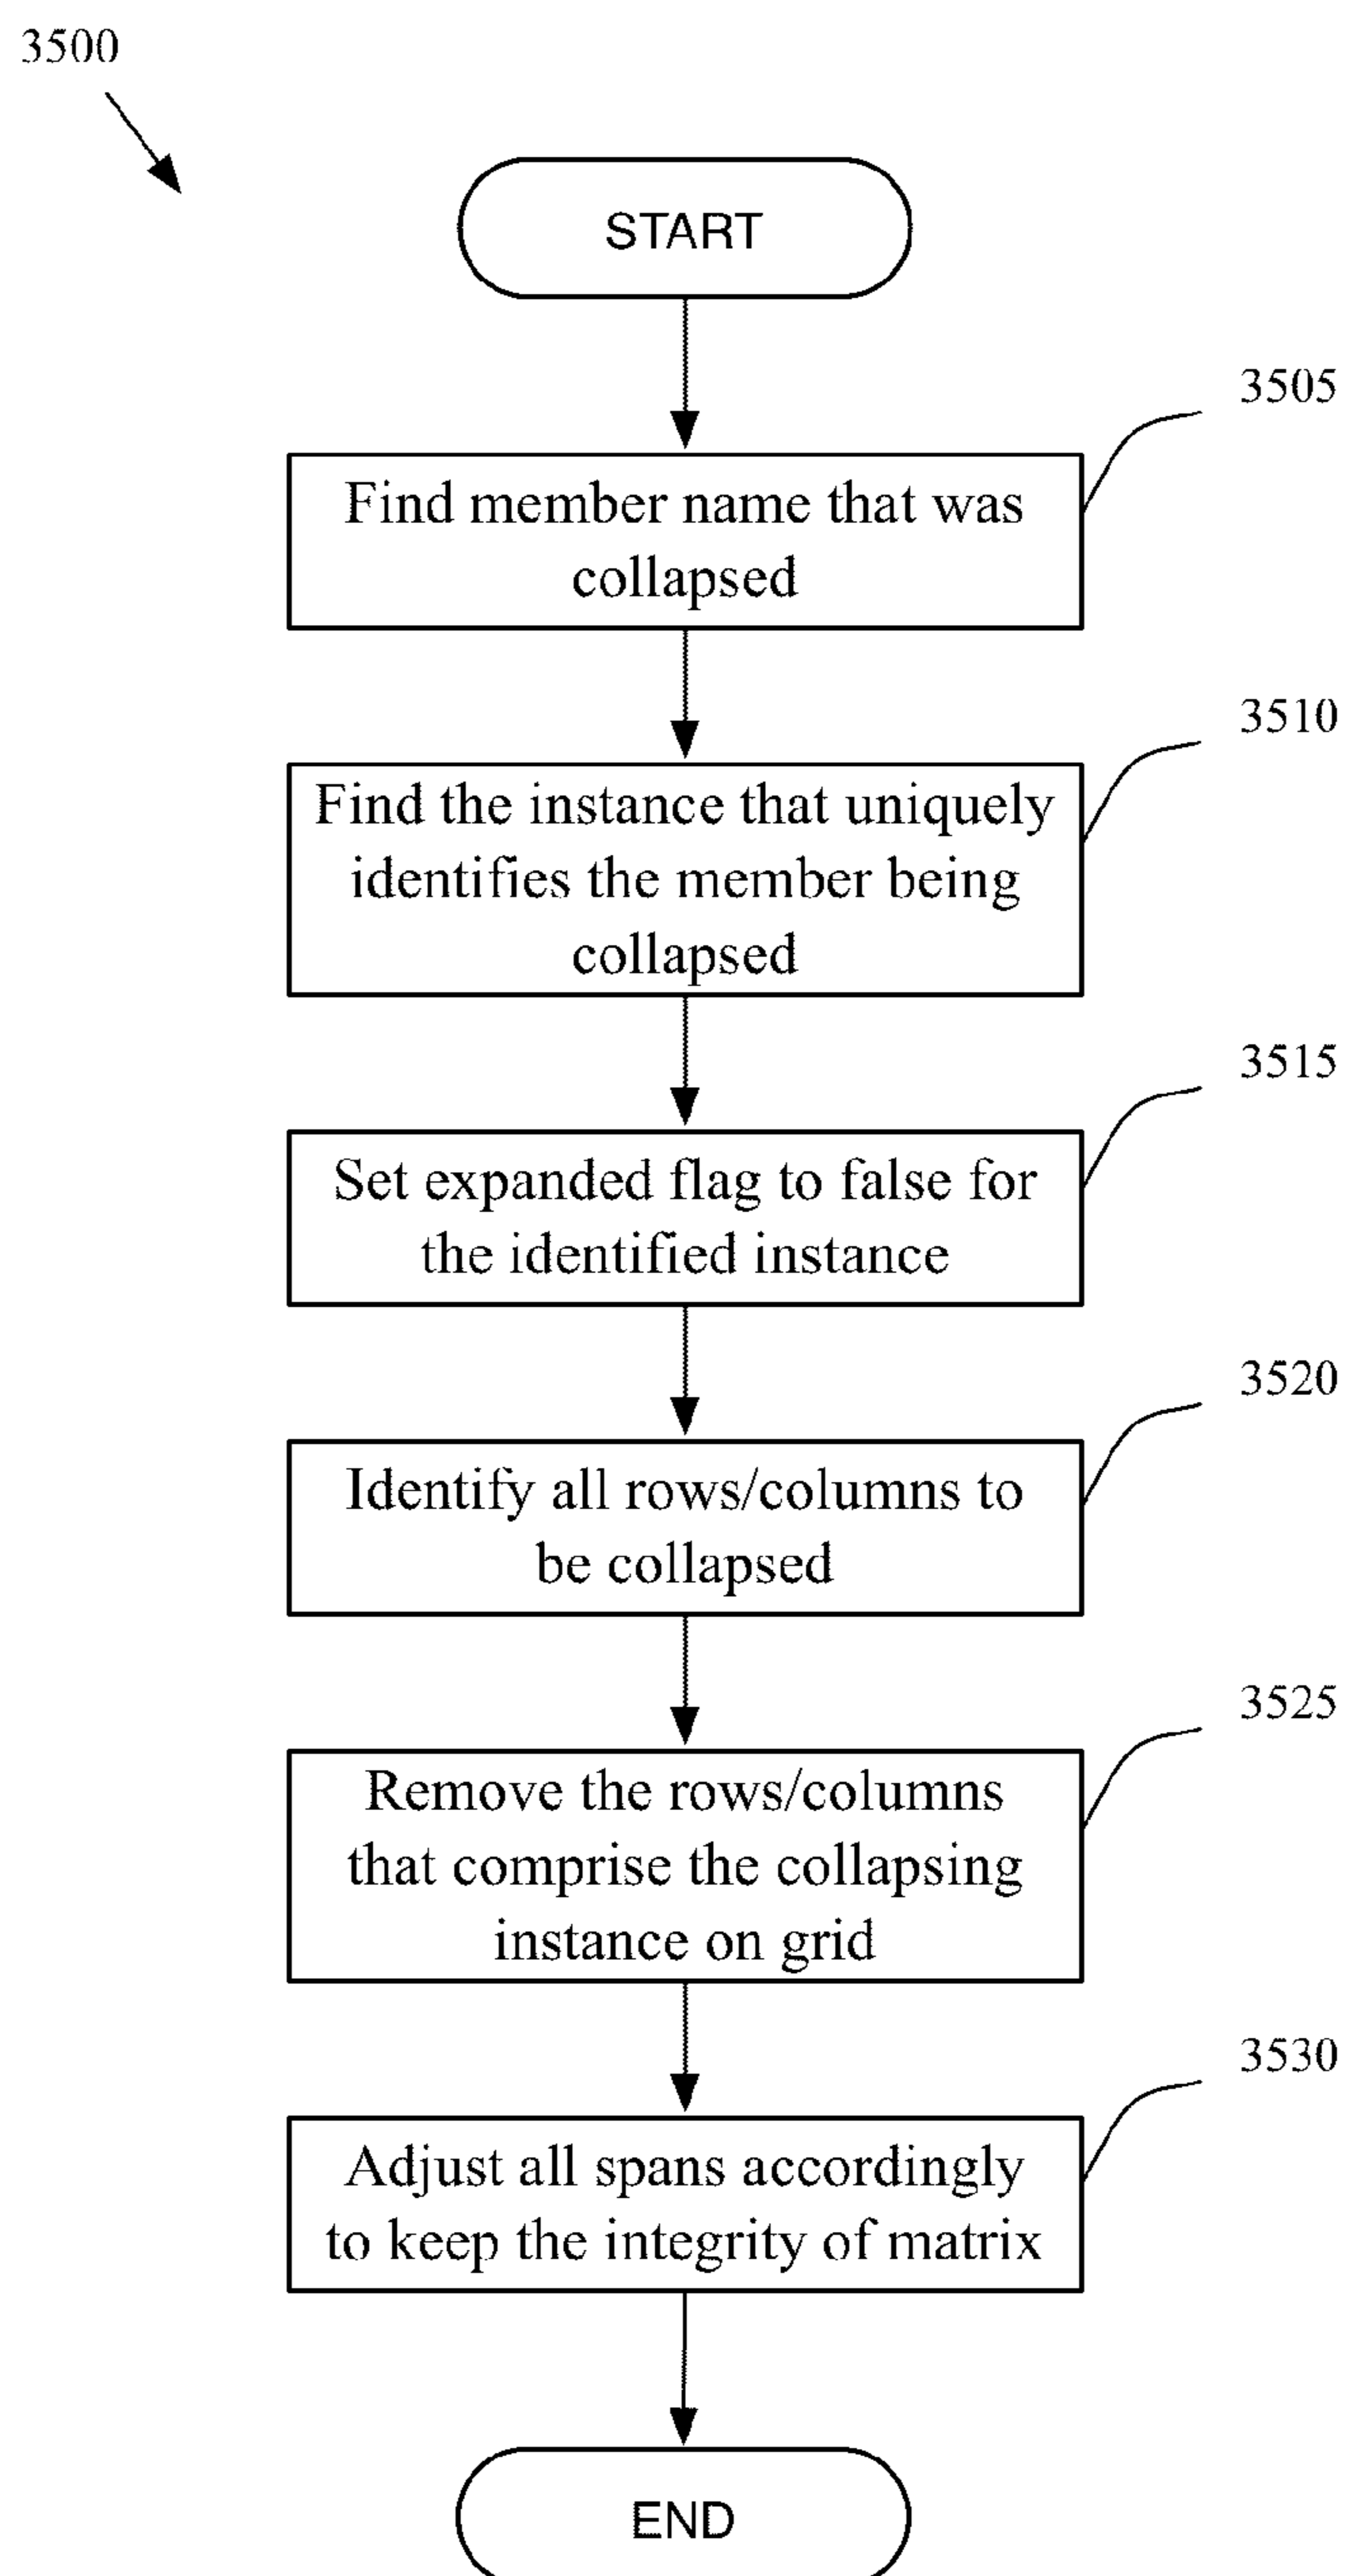 3500
START
3505
Find member name that was
collapsed
3510
Find the instance that uniquely
identifies the member being
collapsed
3515
Set expanded flag to false for
the identified instance
3520
Identify all rows/columns to
be collapsed
3525
Remove the rows/columns
that comprise the collapsing
instance on grid
3530
Adjust all spans accordingly
to keep the integrity of matrix
END